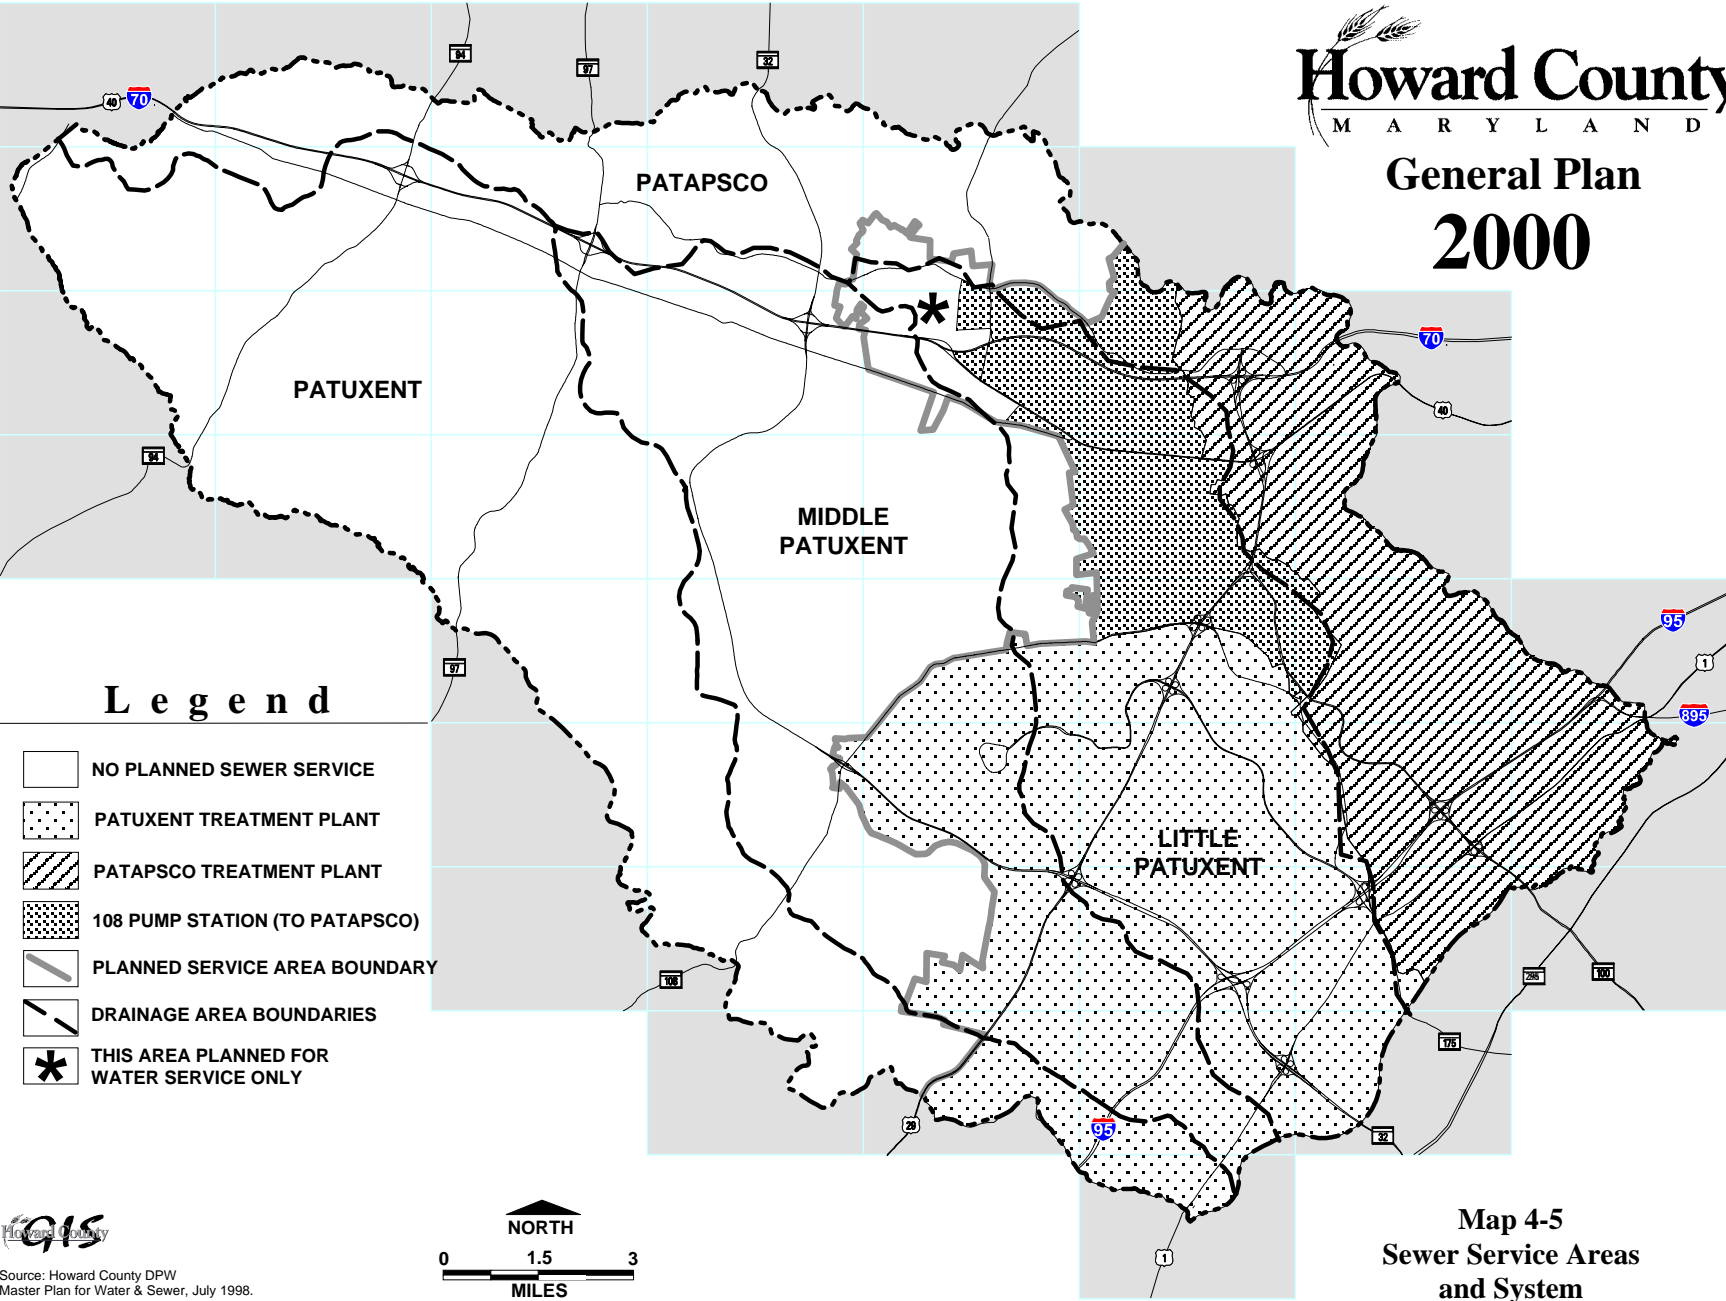 Howard County
M A R Y L A N D
General Plan
2000
94
97
32
40
70
PATAPSCO
70
40
PATUXENT
94
MIDDLE
PATUXENT
95
1
97
895
Legend
NO PLANNED SEWER SERVICE
PATUXENT TREATMENT PLANT
PATAPSCO TREATMENT PLANT
108 PUMP STATION (TO PATAPSCO)
PLANNED SERVICE AREA BOUNDARY
DRAINAGE AREA BOUNDARIES
* THIS AREA PLANNED FOR
WATER SERVICE ONLY
*
LITTLE
PATUXENT
108
295
100
175
29
95
32
1
Howard County
GIS
Source: Howard County DPW
Master Plan for Water & Sewer, July 1998.
NORTH
0 1.5 3
MILES
Map 4-5
Sewer Service Areas
and System